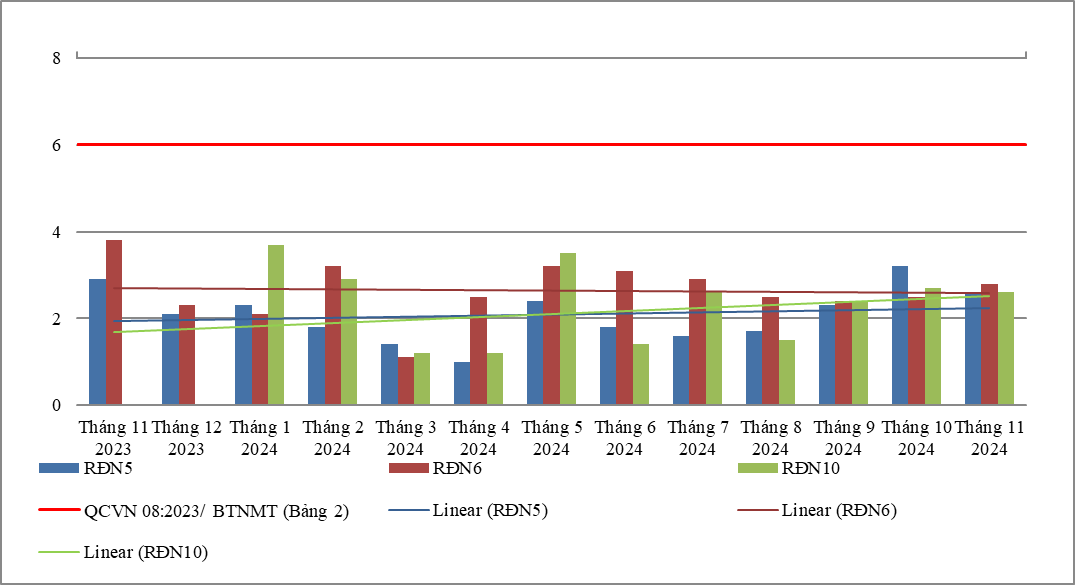 8
6
4
2
0
Tháng 11 2023
Tháng 12 2023
Tháng 1 2024
Tháng 2 2024
Tháng 3 2024
Tháng 4 2024
Tháng 5 2024
Tháng 6 2024
Tháng 7 2024
Tháng 8 2024
Tháng 9 2024
Tháng 10 2024
Tháng 11 2024
RĐN5
RĐN6
RĐN10
QCVN 08:2023/ BTNMT (Bảng 2)
Linear (RĐN5)
Linear (RĐN6)
Linear (RĐN10)